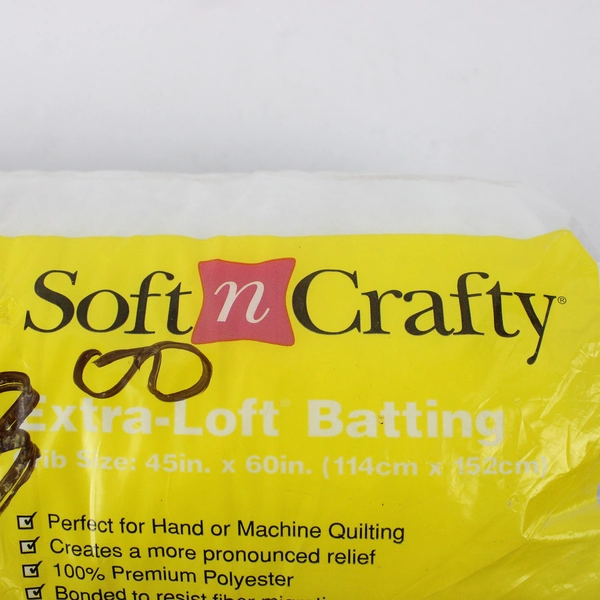 Soft n Crafty®
Extra-Loft® Batting
Crib Size: 45in. x 60in. (114cm x 152cm)
Perfect for Hand or Machine Quilting
Creates a more pronounced relief
100% Premium Polyester
Bonded to resist fiber